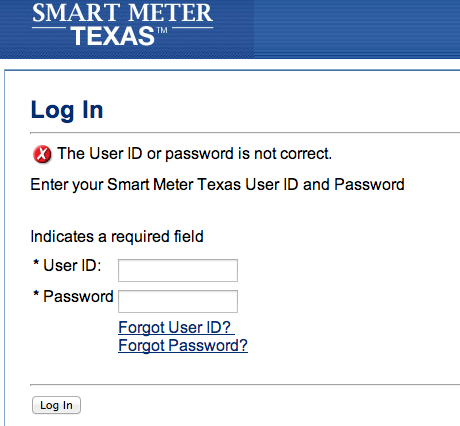 SMART METER
TEXAS™
Log In
The User ID or password is not correct.
Enter your Smart Meter Texas User ID and Password
Indicates a required field
* User ID:
* Password
Forgot User ID?
Forgot Password?
Log In